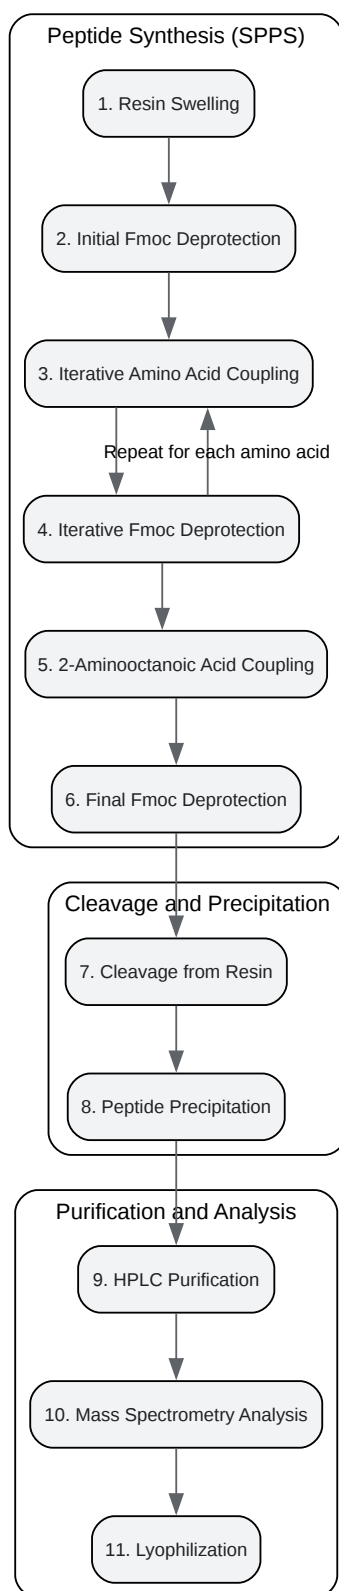 Peptide Synthesis (SPPS)
1. Resin Swelling
2. Initial Fmoc Deprotection
3. Iterative Amino Acid Coupling
Repeat for each amino acid
4. Iterative Fmoc Deprotection
5. 2-Aminooctanoic Acid Coupling
6. Final Fmoc Deprotection
Cleavage and Precipitation
7. Cleavage from Resin
8. Peptide Precipitation
Purification and Analysis
9. HPLC Purification
10. Mass Spectrometry Analysis
11. Lyophilization